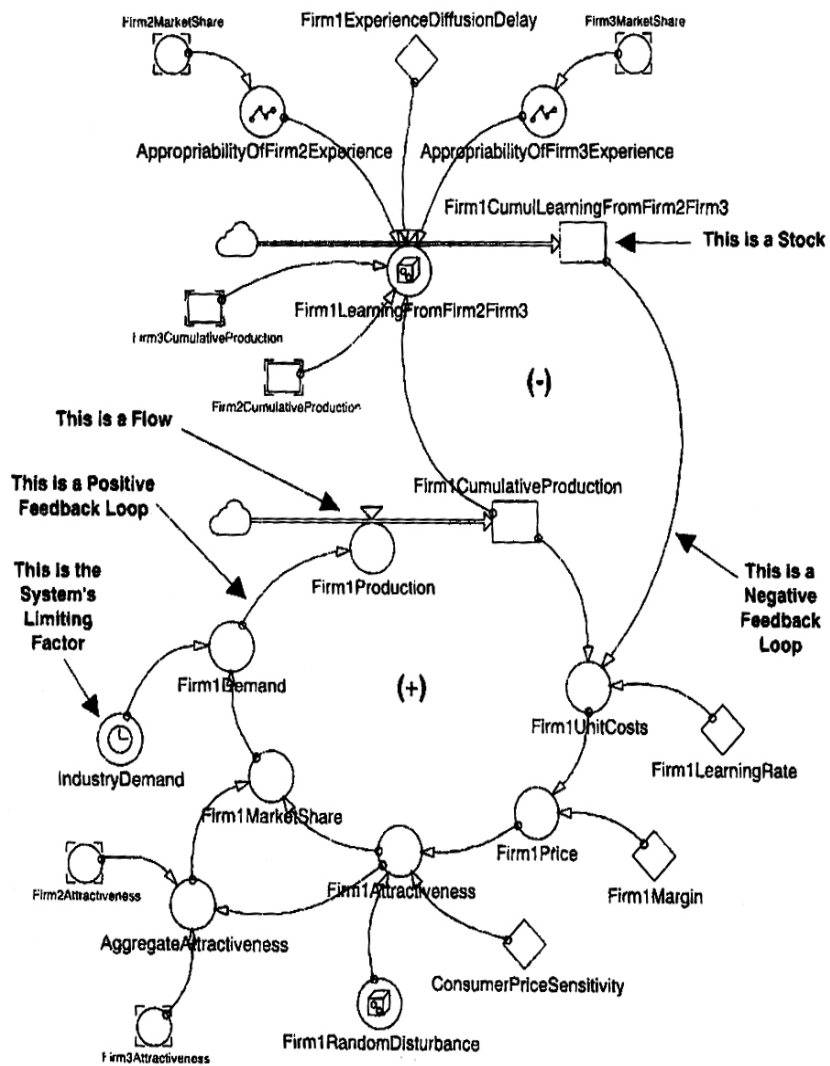 Firm2MarketShare
Firm1ExperienceDiffusionDelay
Firm3MarketShare
AppropriabilityOfFirm2Experience
AppropriabilityOfFirm3Experience
Firm1CumulLearningFromFirm2Firm3
This is a Stock
Firm1LearningFromFirm2Firm3
Firm3CumulativeProduction
(-)
Firm2CumulativeProduction
This is a Flow
This is a Positive
Feedback Loop
Firm1CumulativeProduction
This is the
System's
Limiting
Factor
Firm1Production
This is a
Negative
Feedback
Loop
Firm1Demand
(+)
Firm1UnitCosts
IndustryDemand
Firm1LearningRate
Firm1MarketShare
Firm1Price
Firm2Attractiveness
Firm1Attractiveness
Firm1Margin
AggregateAttractiveness
ConsumerPriceSensitivity
Firm1RandomDisturbance
Firm3Attractiveness